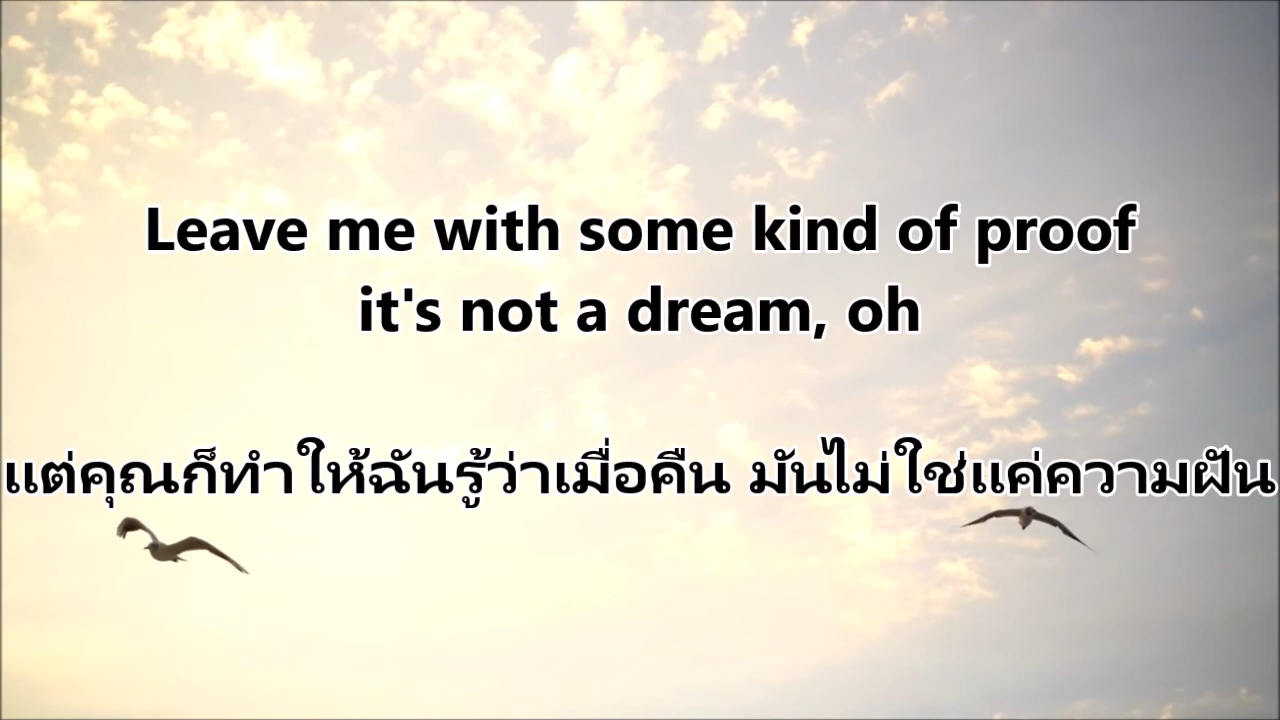 Leave me with some kind of proof
it's not a dream, oh
แต่คุณก็ทำให้ฉันรู้ว่าเมื่อคืน มันไม่ใช่แค่ความฝัน